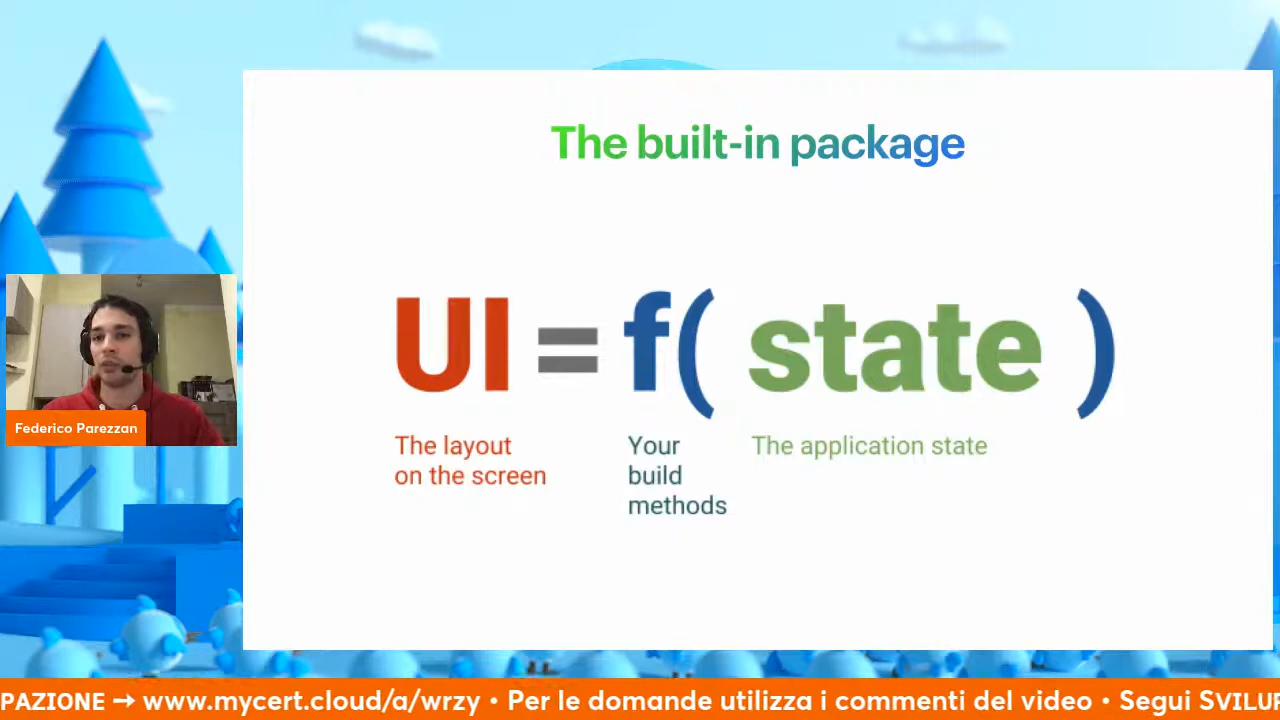 The built-in package
UI = f( state )
The layout
on the screen
Your
build
methods
The application state
Federico Parezzan
PAZIONE → www.mycert.cloud/a/wrzy • Per le domande utilizza i commenti del video • Segui SVILUP